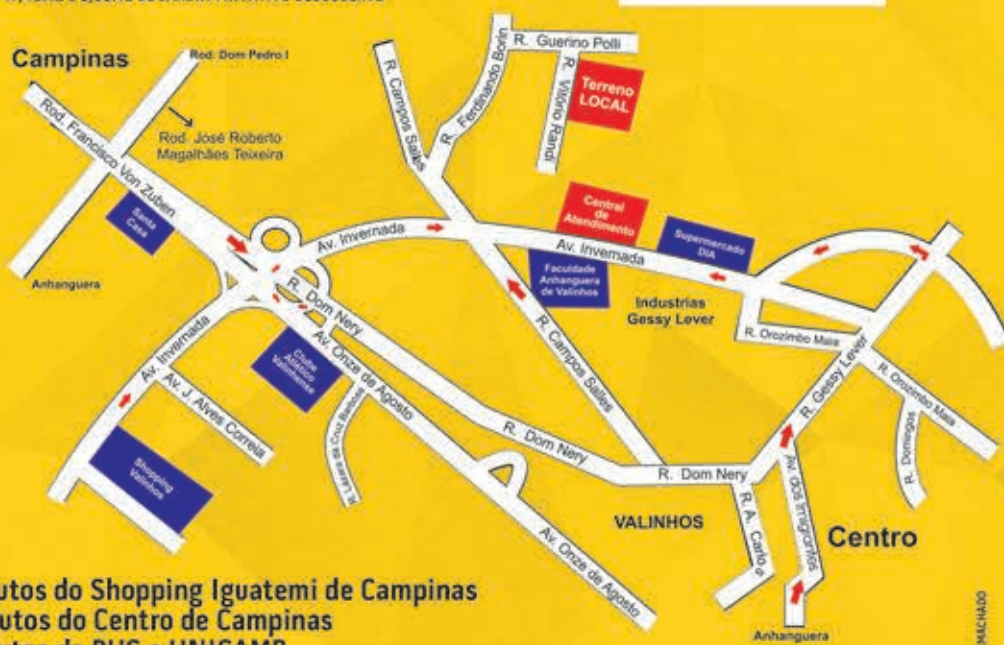 Campinas
Rod. Dom Pedro I
Rod. José Roberto
Magalhães Teixeira
Rod. Francisco Von Zuben
Santa
Casa
Anhanguera
R. Campos Salles
R. Ferdinando Borin
R. Guerino Polli
R. Vitório Randi
Terreno
LOCAL
Central
de
Atendimento
Av. Invernada
Av. Invernada
Supermercado
DIA
Faculdade
Anhanguera
de Valinhos
Industrias
Gessy Lever
R. Orozimbo Maia
R. Orozimbo Maia
R. Gessy Lever
R. Domingos
R. Dom Nery
Av. Onze de Agosto
Clube
Atlético
Valinhense
Av. Invernada
Av. J. Alves Correia
Shopping
Valinhos
R. Campos Salles
R. Dom Nery
R. Dom Nery
Av. Onze de Agosto
VALINHOS
R. A. Carlo s
Av. dos Imigrantes
Centro
Anhanguera
utos do Shopping Iguatemi de Campinas
utos do Centro de Campinas
MACHADO